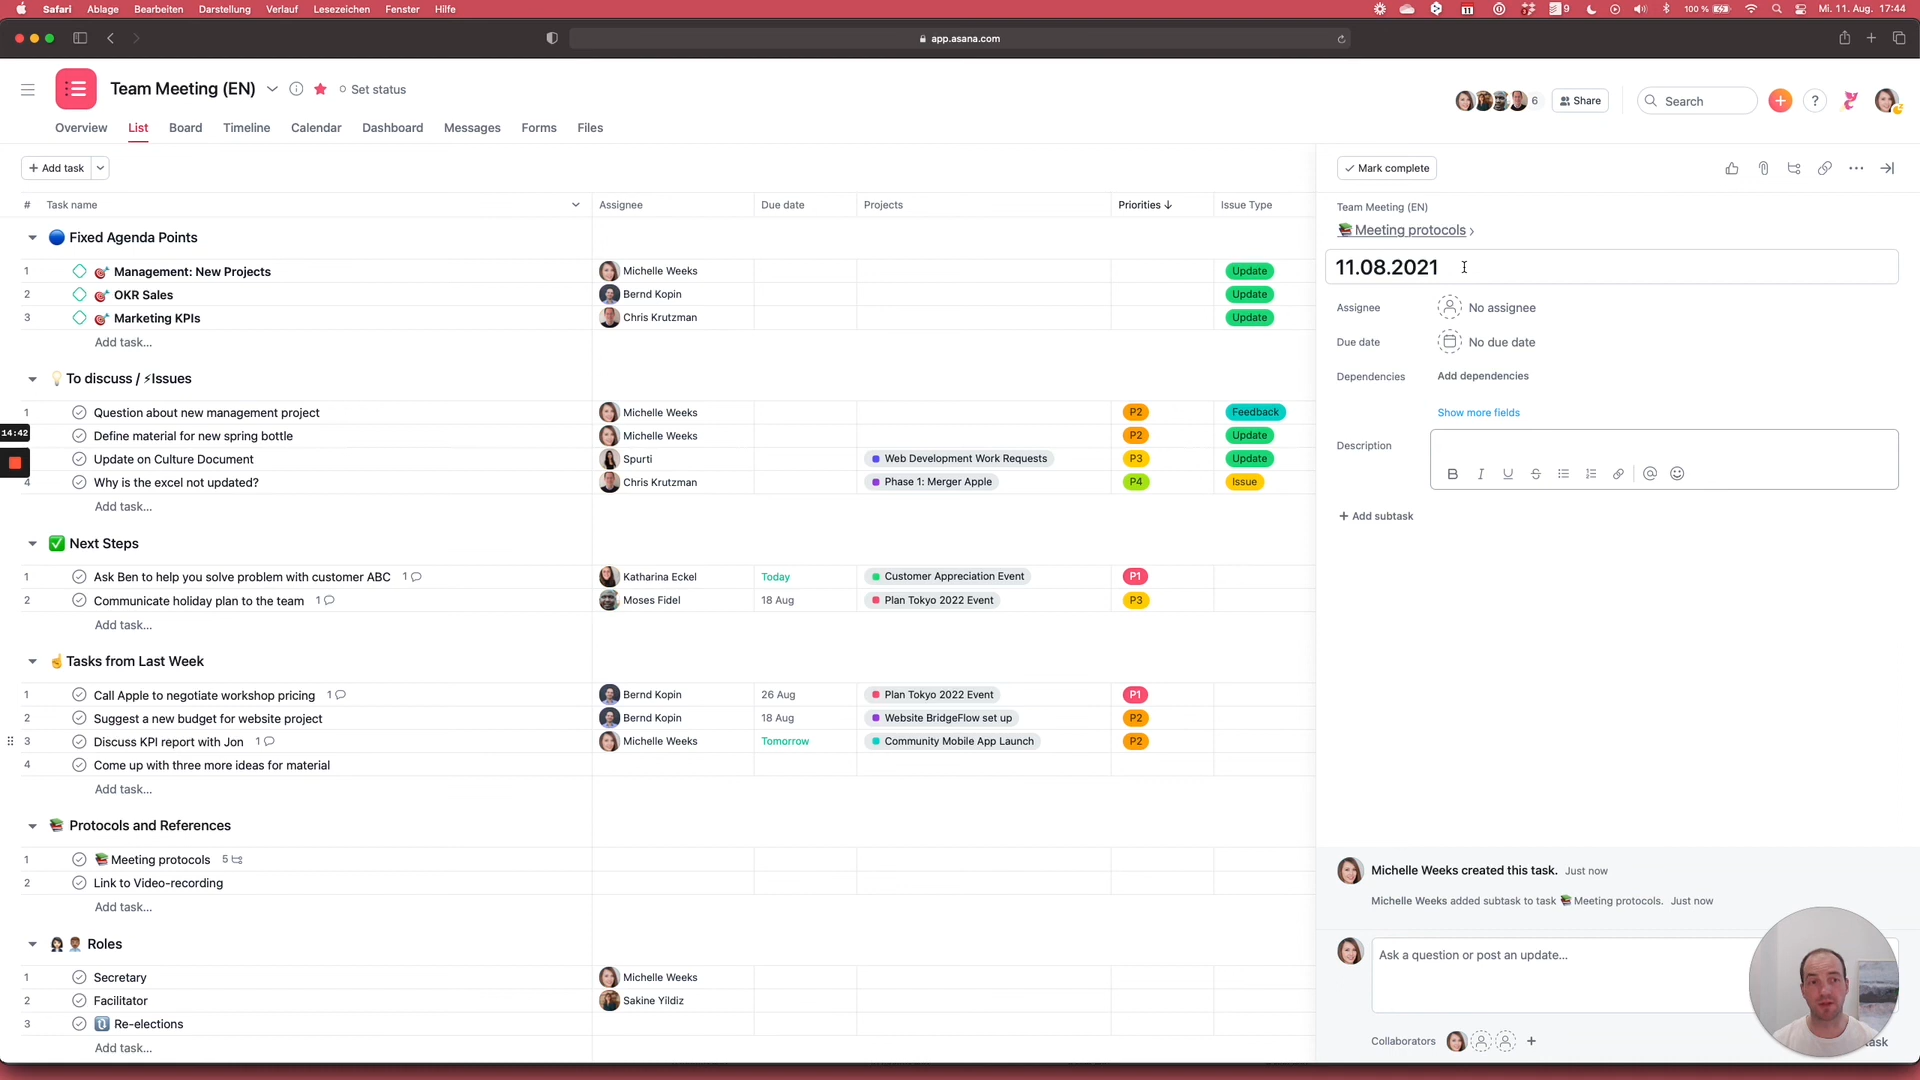 Safari Ablage Bearbeiten Darstellung Verlauf Lesezeichen Fenster Hilfe 11 9 100 % Mi. 11. Aug. 17:44
app.asana.com
Team Meeting (EN) Set status 6 Share Search ?
Overview List Board Timeline Calendar Dashboard Messages Forms Files
+ Add task Mark complete
# Task name Assignee Due date Projects Priorities Issue Type
Team Meeting (EN)
Meeting protocols ›
11.08.2021
Assignee No assignee
Due date No due date
Dependencies Add dependencies
Show more fields
Description
B I U S @
+ Add subtask
Fixed Agenda Points
1 Management: New Projects Michelle Weeks Update
2 OKR Sales Bernd Kopin Update
3 Marketing KPIs Chris Krutzman Update
Add task...
To discuss / ⚡Issues
1 Question about new management project Michelle Weeks P2 Feedback
14:42
Define material for new spring bottle Michelle Weeks P2 Update
Update on Culture Document Spurti Web Development Work Requests P3 Update
4 Why is the excel not updated? Chris Krutzman Phase 1: Merger Apple P4 Issue
Add task...
Next Steps
1 Ask Ben to help you solve problem with customer ABC 1 Katharina Eckel Today Customer Appreciation Event P1
2 Communicate holiday plan to the team 1 Moses Fidel 18 Aug Plan Tokyo 2022 Event P3
Add task...
Tasks from Last Week
1 Call Apple to negotiate workshop pricing 1 Bernd Kopin 26 Aug Plan Tokyo 2022 Event P1
2 Suggest a new budget for website project Bernd Kopin 18 Aug Website BridgeFlow set up P2
3 Discuss KPI report with Jon 1 Michelle Weeks Tomorrow Community Mobile App Launch P2
4 Come up with three more ideas for material
Add task...
Protocols and References
1 Meeting protocols 5
2 Link to Video-recording
Add task...
Roles
1 Secretary Michelle Weeks
2 Facilitator Sakine Yildiz
3 Re-elections
Add task...
Michelle Weeks created this task. Just now
Michelle Weeks added subtask to task Meeting protocols. Just now
Ask a question or post an update...
Collaborators + task